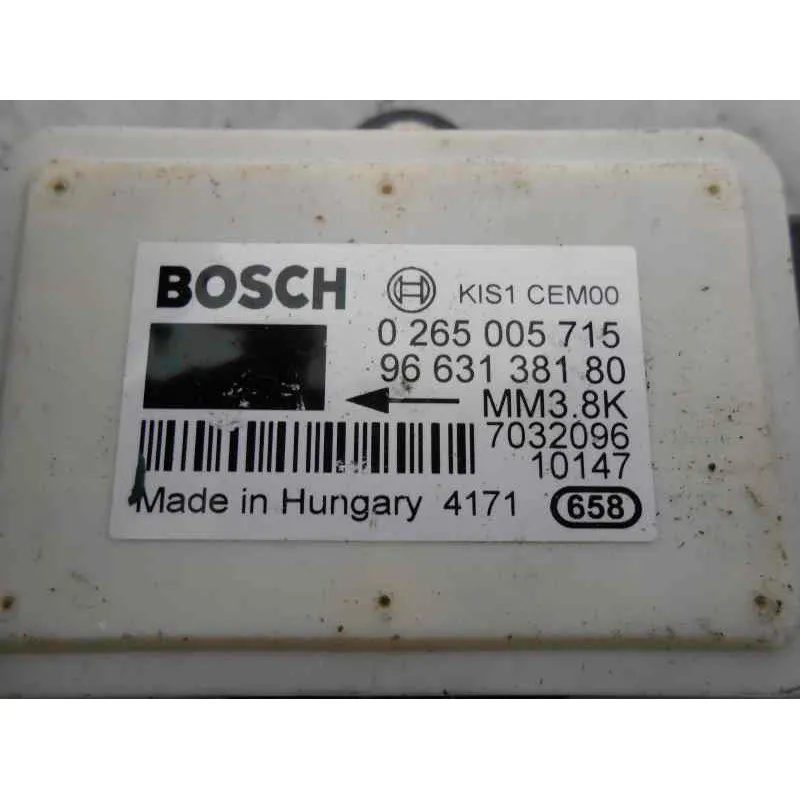 BOSCH KIS1 CEM00
0 265 005 715
96 631 381 80
MM3.8K
7032096
10147
Made in Hungary 4171 658